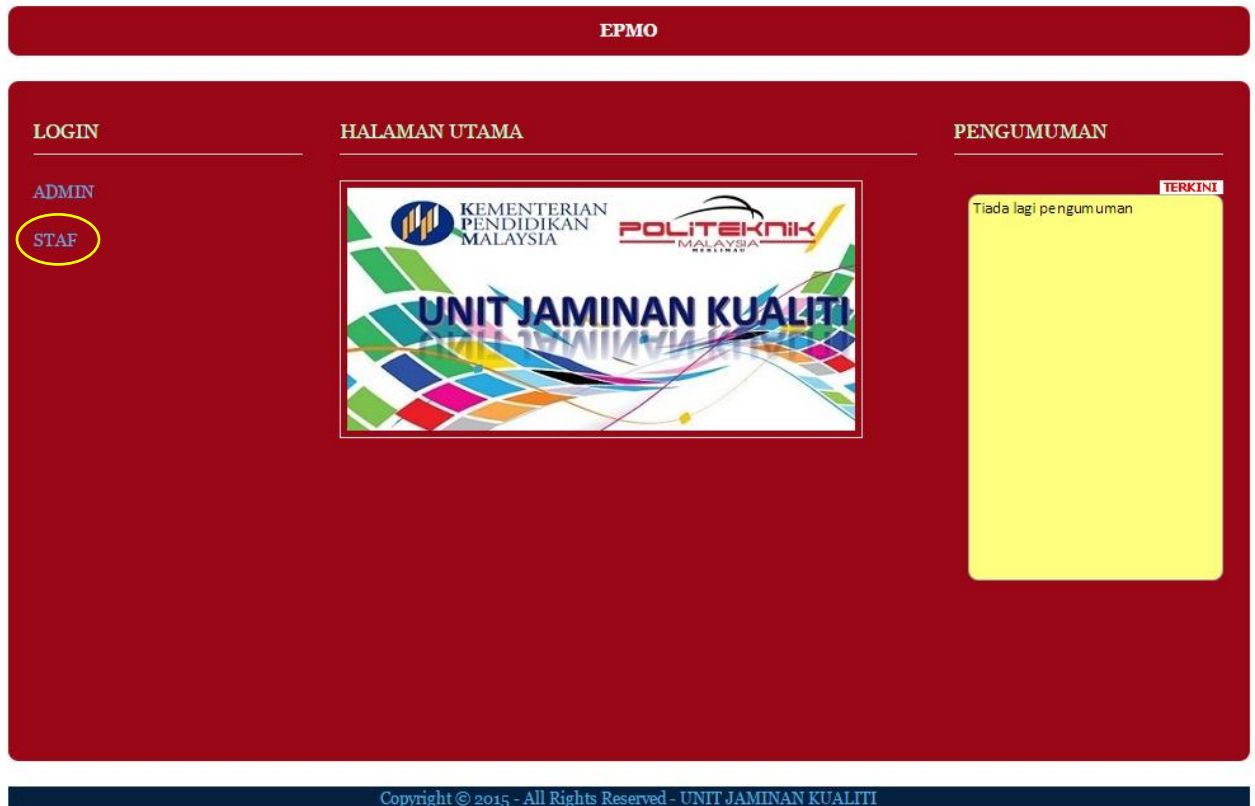 EPMO
LOGIN
ADMIN
STAF
HALAMAN UTAMA
KEMENTERIAN
PENDIDIKAN
MALAYSIA
POLITEKNIK
MALAYSIA
MERLIMAU
UNIT JAMINAN KUALITI
PENGUMUMAN
TERKINI
Tiada lagi pengumuman
Copyright © 2015 - All Rights Reserved - UNIT JAMINAN KUALITI